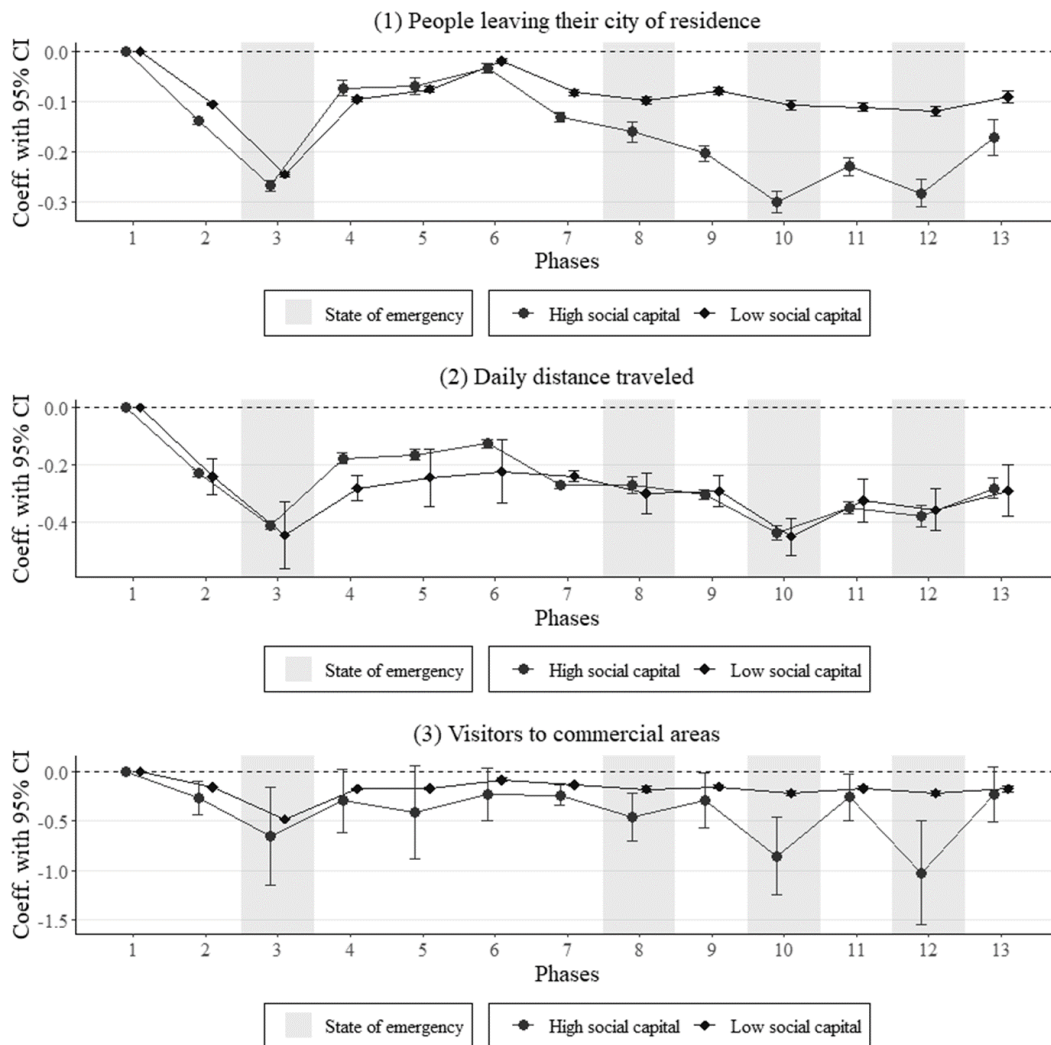 (1) People leaving their city of residence
Coeff. with 95% CI
0.0
-0.1
-0.2
-0.3
1 2 3 4 5 6 7 8 9 10 11 12 13
Phases
State of emergency High social capital Low social capital
(2) Daily distance traveled
Coeff. with 95% CI
0.0
-0.2
-0.4
1 2 3 4 5 6 7 8 9 10 11 12 13
Phases
State of emergency High social capital Low social capital
(3) Visitors to commercial areas
Coeff. with 95% CI
0.0
-0.5
-1.0
-1.5
1 2 3 4 5 6 7 8 9 10 11 12 13
Phases
State of emergency High social capital Low social capital